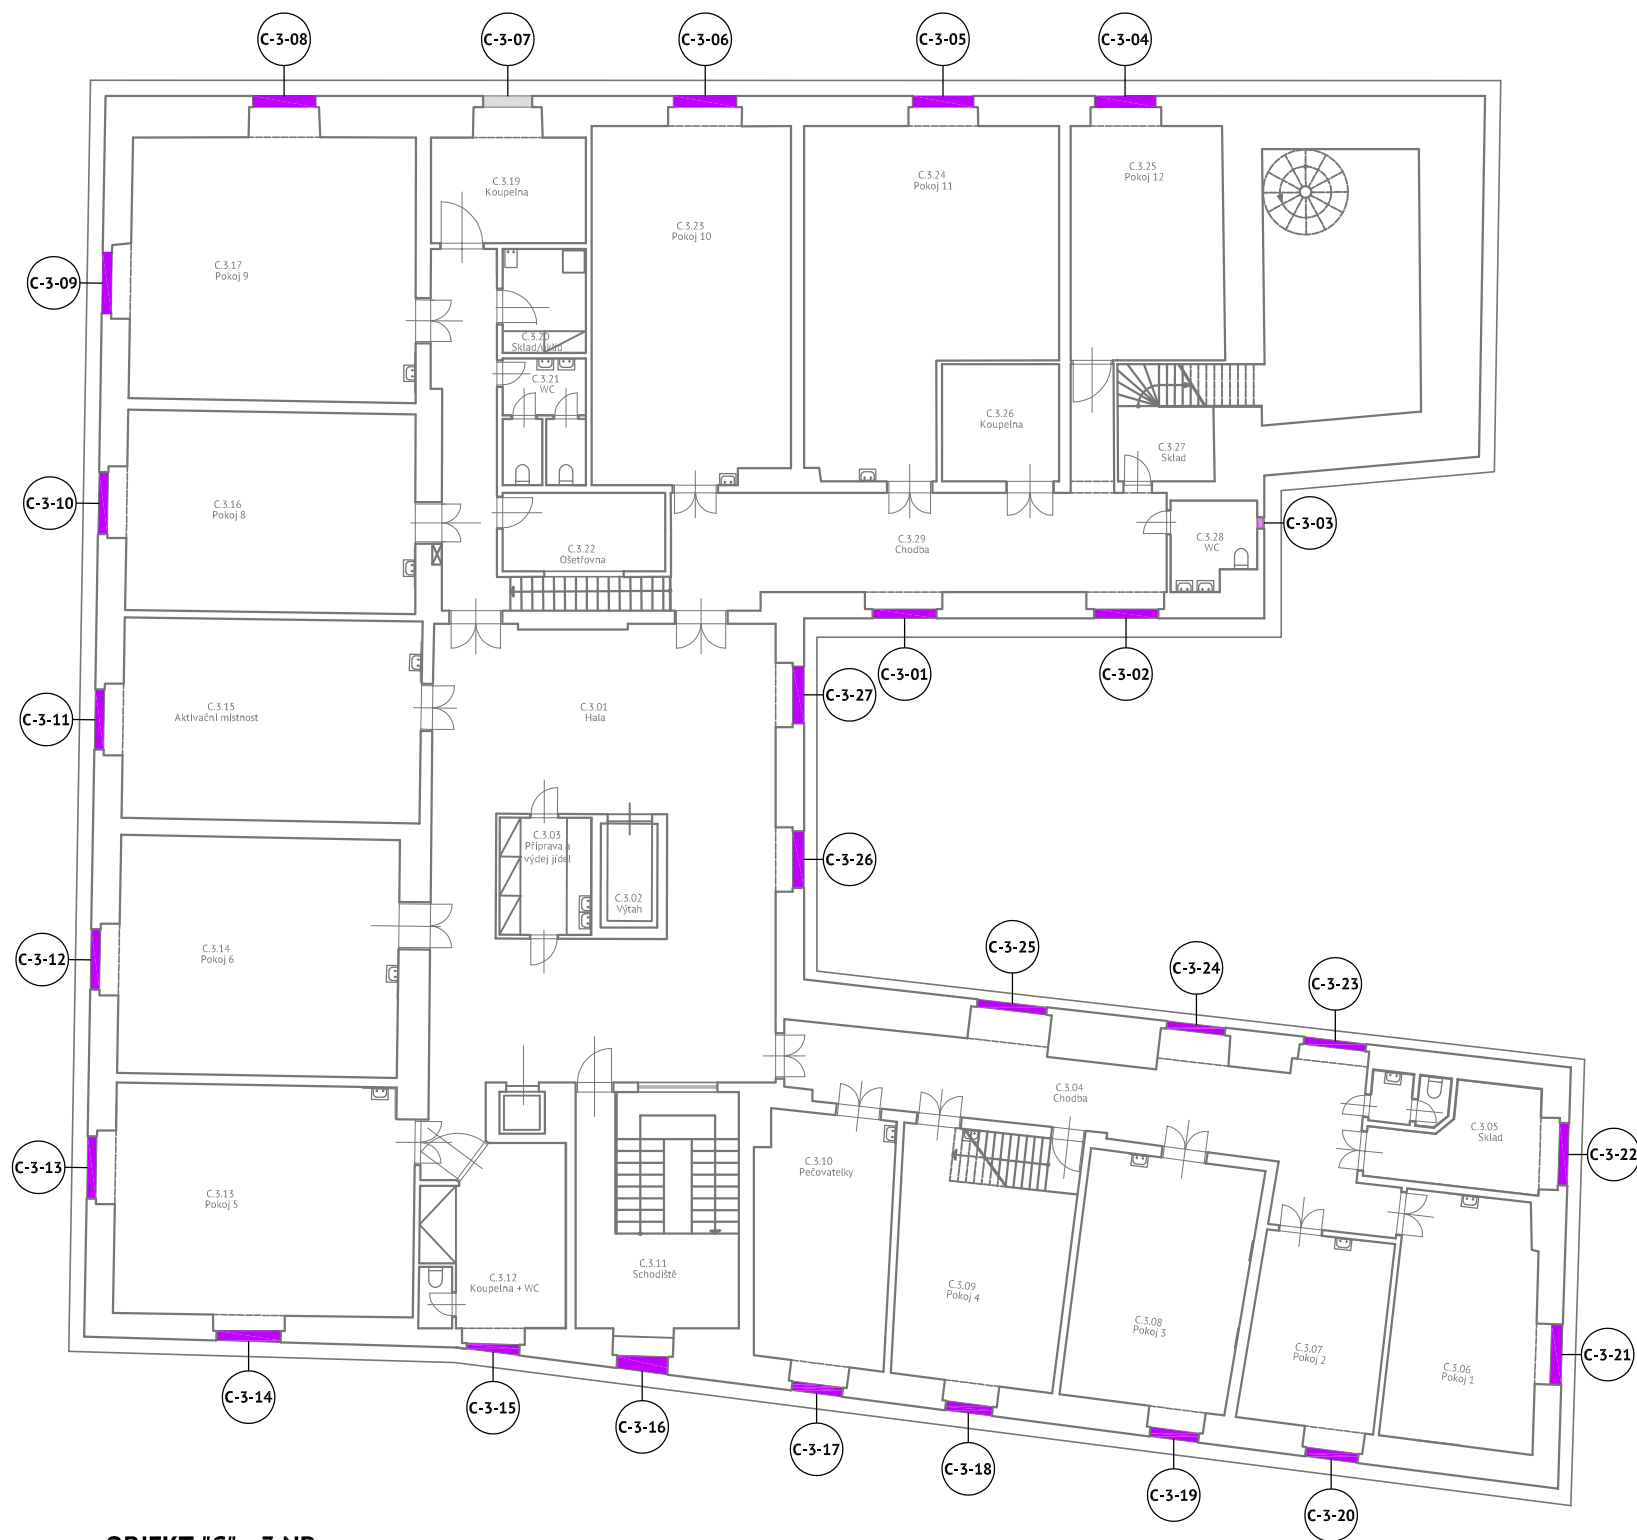 C-3-08
C-3-07
C-3-06
C-3-05
C-3-04
C.3.19
Koupelna
C.3.23
Pokoj 10
C.3.24
Pokoj 11
C.3.25
Pokoj 12
C.3.17
Pokoj 9
C-3-09
C.3.20
Sklad/úklid
C.3.21
WC
C.3.26
Koupelna
C.3.27
Sklad
C-3-10
C.3.16
Pokoj 8
C.3.22
Ošetřovna
C.3.29
Chodba
C.3.28
WC
C-3-03
C-3-01
C-3-02
C-3-11
C.3.15
Aktivační místnost
C.3.01
Hala
C-3-27
C.3.03
Příprava a
výdej jídel
C.3.02
Výtah
C-3-26
C-3-12
C.3.14
Pokoj 6
C-3-25
C-3-24
C-3-23
C.3.04
Chodba
C.3.05
Sklad
C-3-22
C-3-13
C.3.13
Pokoj 5
C.3.10
Pečovatelky
C.3.12
Koupelna + WC
C.3.11
Schodiště
C.3.09
Pokoj 4
C.3.08
Pokoj 3
C.3.07
Pokoj 2
C.3.06
Pokoj 1
C-3-21
C-3-14
C-3-15
C-3-16
C-3-17
C-3-18
C-3-19
C-3-20